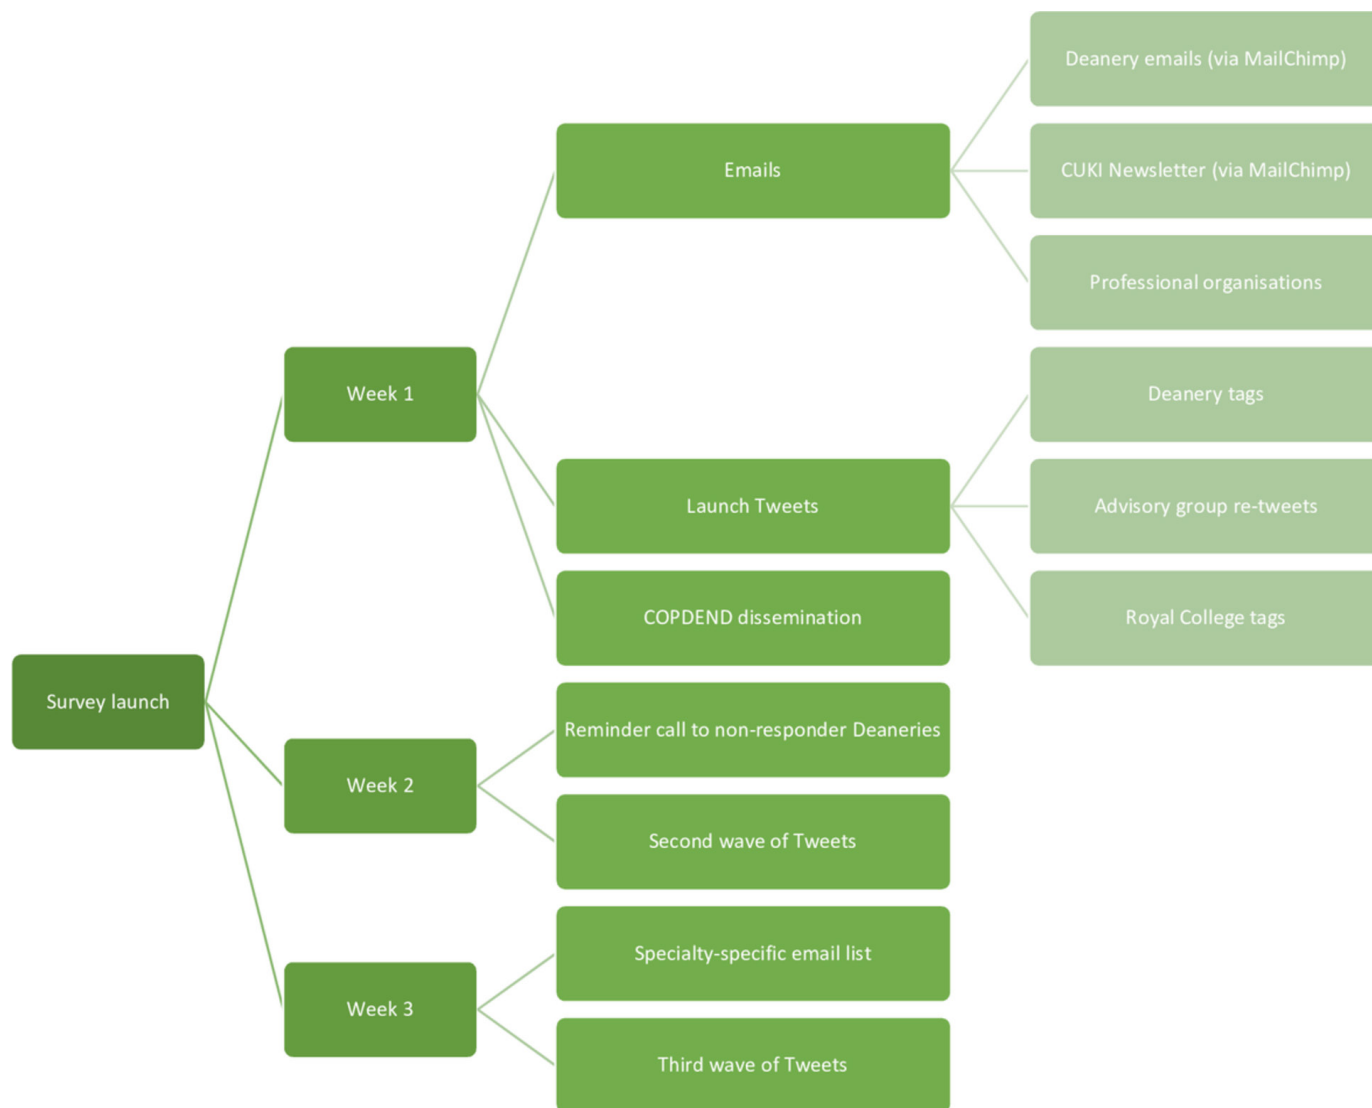 Deanery emails (via MailChimp)
Emails
CUKI Newsletter (via MailChimp)
Professional organisations
Week 1
Deanery tags
Launch Tweets
Advisory group re-tweets
COPDEND dissemination
Royal College tags
Survey launch
Reminder call to non-responder Deaneries
Week 2
Second wave of Tweets
Specialty-specific email list
Week 3
Third wave of Tweets